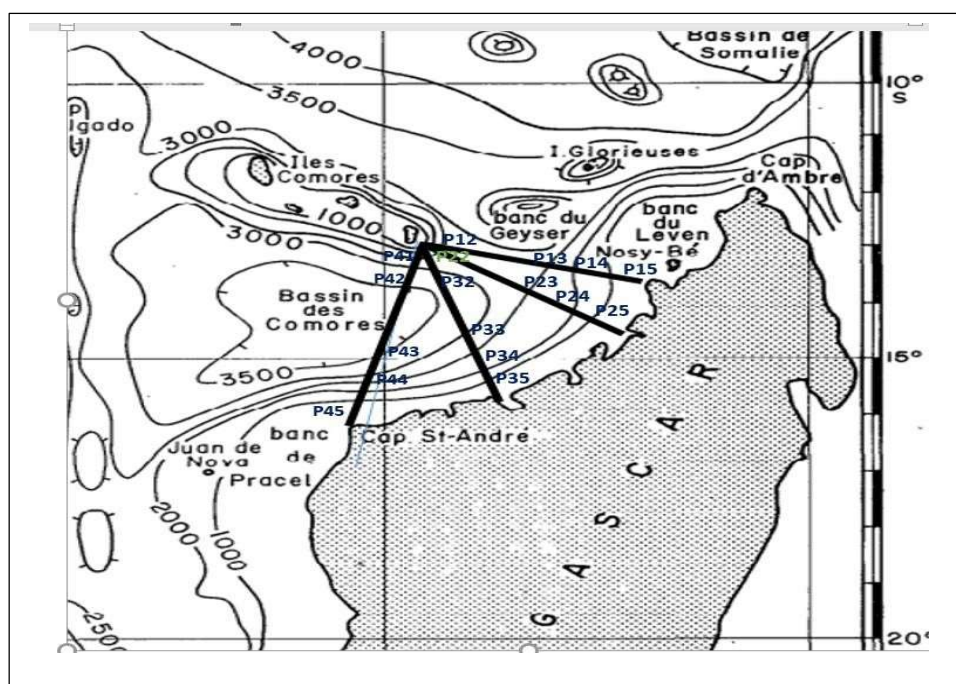 Bassin de
Somalie
4000
10°
S
3500
P
lgado
3000
Iles
Comores
I. Glorieuses
Cap
d'Ambre
1000
banc du
Geyser
banc
du
Leven
3000
P12
Nosy-Bé
P41
P22
P13
P14
P15
P42
P32
P23
P24
P25
Bassin
des
Comores
P33
P43
P34
15°
3500
P44
P35
P45
banc
de
Pracel
Cap. St-André
Juan de
Nova
2000
1000
2500
G A S C A R
20°